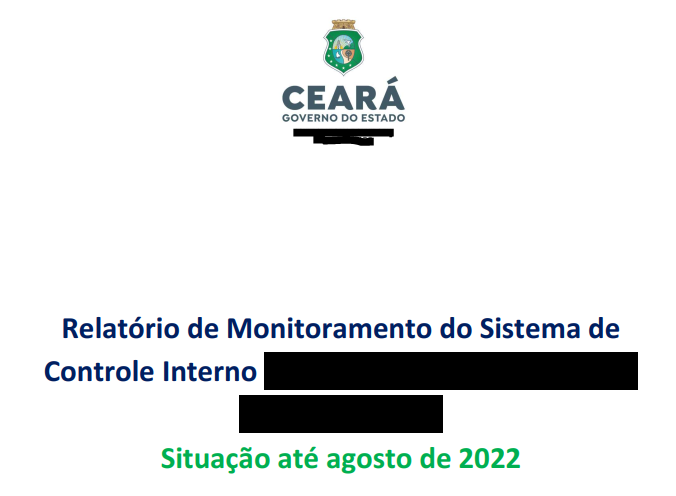 CEARÁ
GOVERNO DO ESTADO
Relatório de Monitoramento do Sistema de
Controle Interno
Situação até agosto de 2022